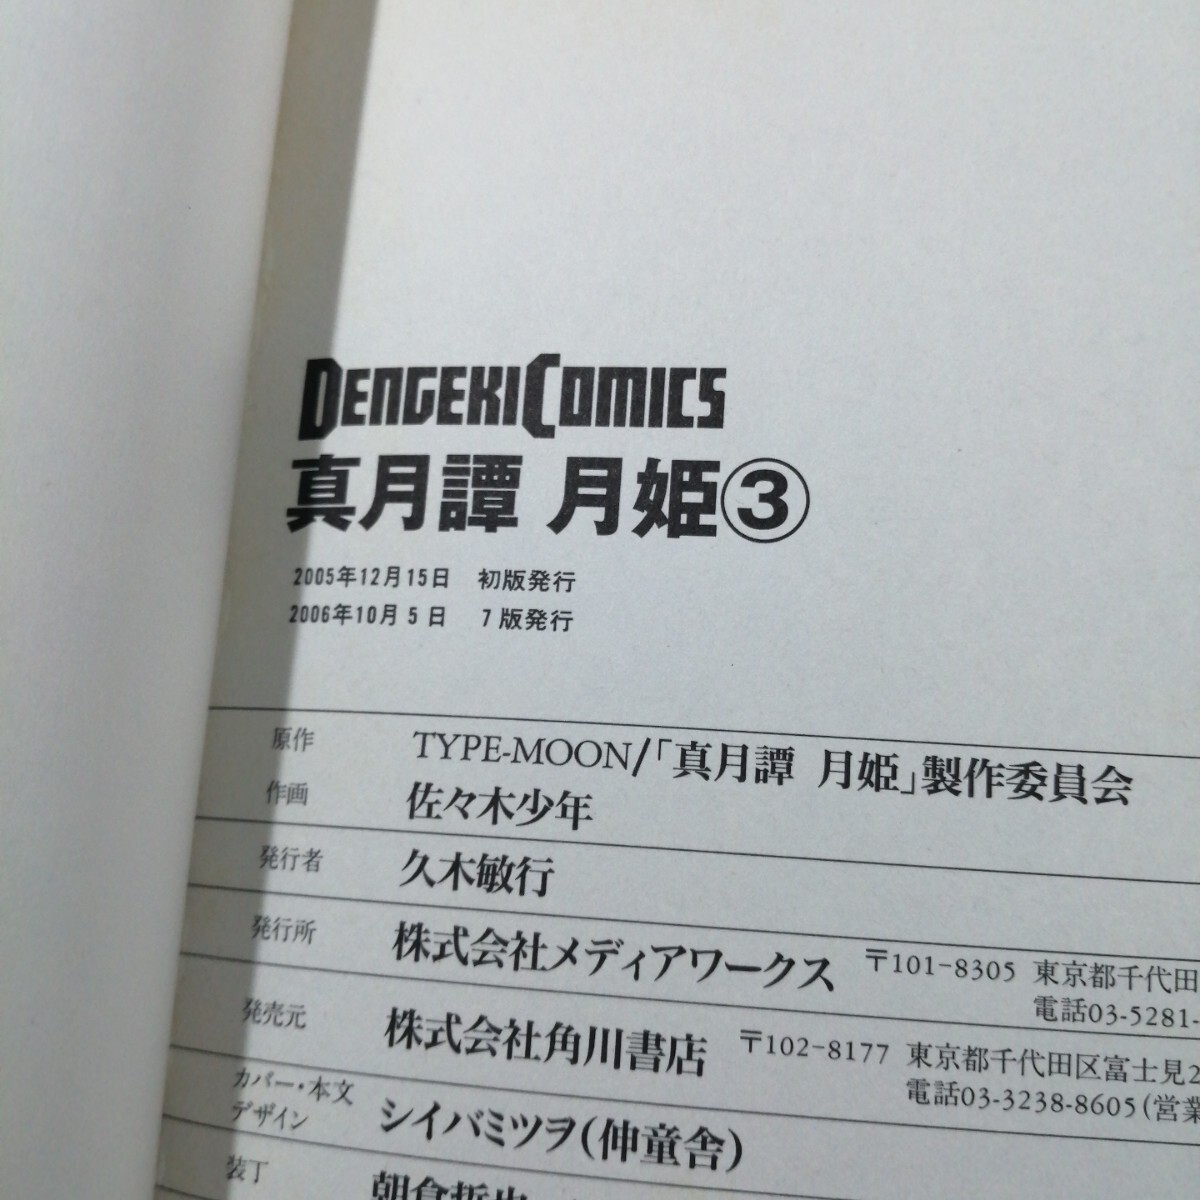 DENGEKI COMICS
真月譚 月姫③
2005年12月15日 初版発行
2006年10月5日 7版発行
原作 TYPE-MOON/「真月譚 月姫」製作委員会
作画 佐々木少年
発行者 久木敏行
発行所 株式会社メディアワークス 〒101-8305 東京都千代田
電話03-5281-
発売元 株式会社角川書店 〒102-8177 東京都千代田区富士見2
電話03-3238-8605(営業
カバー・本文
デザイン シイバミツヲ(伸童舎)
装丁 朝倉哲也